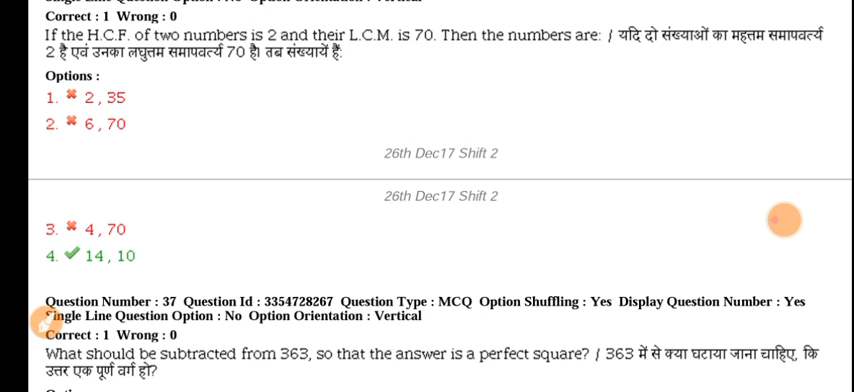 Correct : 1 Wrong : 0
If the H.C.F. of two numbers is 2 and their L.C.M. is 70. Then the numbers are: / यदि दो संख्याओं का महत्तम समापवर्त्य
2 है एवं उनका लघुत्तम समापवर्त्य 70 है। तब संख्यायें हैं:
Options :
1. ✖ 2 , 35
2. ✖ 6 , 70
26th Dec17 Shift 2
26th Dec17 Shift 2
3. ✖ 4 , 70
4. ✔ 14 , 10
Question Number : 37 Question Id : 3354728267 Question Type : MCQ Option Shuffling : Yes Display Question Number : Yes
Single Line Question Option : No Option Orientation : Vertical
Correct : 1 Wrong : 0
What should be subtracted from 363, so that the answer is a perfect square? / 363 में से क्या घटाया जाना चाहिए, कि
उत्तर एक पूर्ण वर्ग हो?